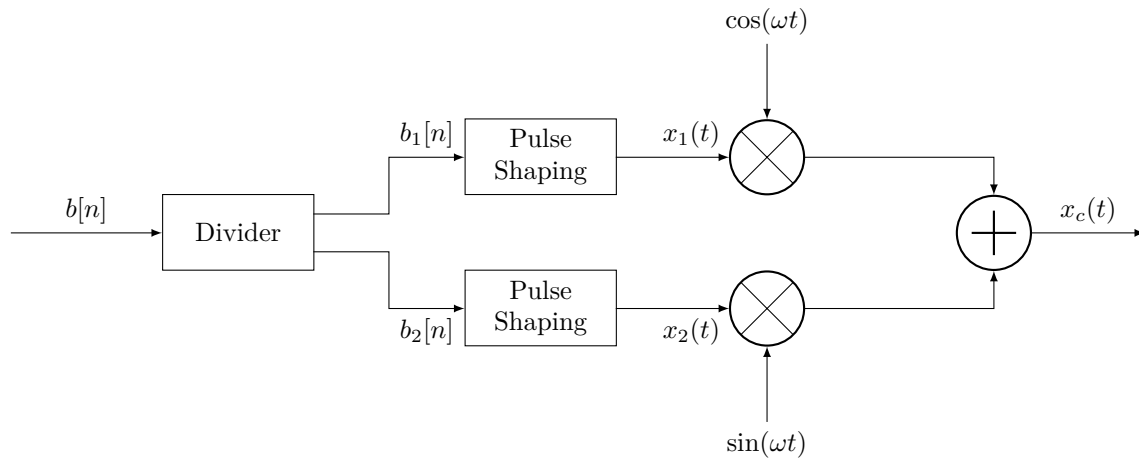 cos(ωt)
b[n]
Divider
b₁[n]
Pulse
Shaping
x₁(t)
b₂[n]
Pulse
Shaping
x₂(t)
sin(ωt)
x_c(t)